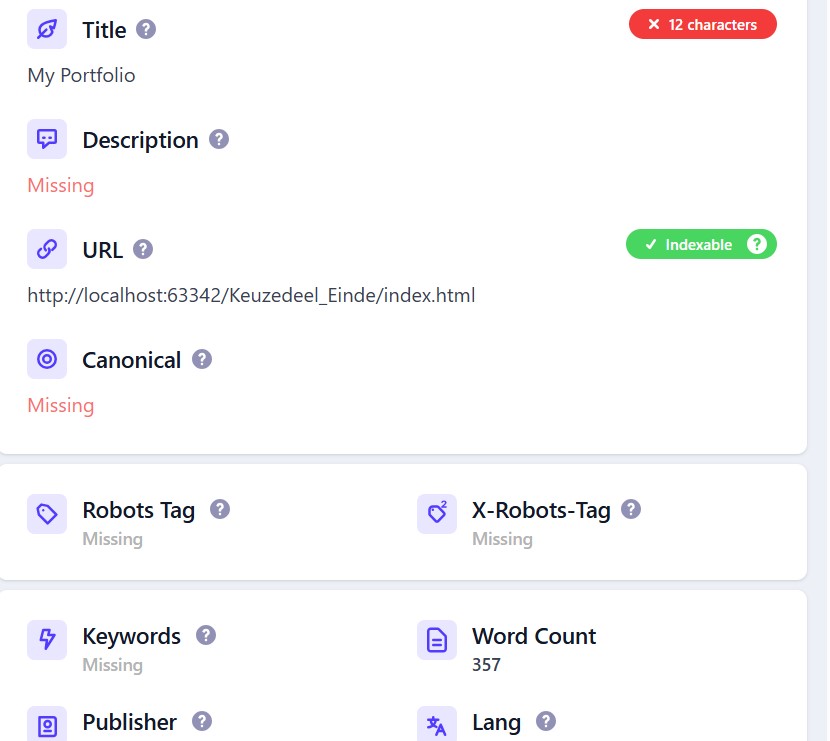 Title ?
× 12 characters
My Portfolio
Description ?
Missing
URL ?
✓ Indexable ?
http://localhost:63342/Keuzedeel_Einde/index.html
Canonical ?
Missing
Robots Tag ?
Missing
X-Robots-Tag ?
Missing
Keywords ?
Missing
Word Count
357
Publisher ?
Lang ?